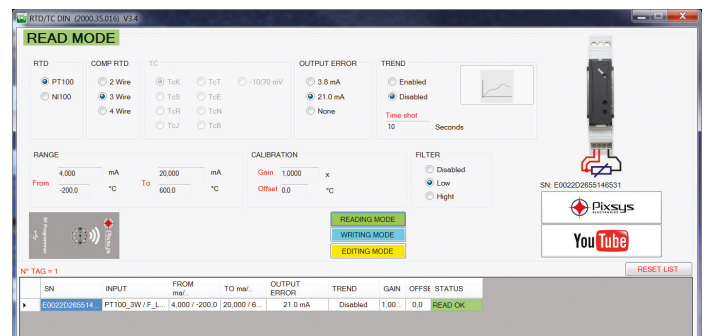 RTD/TC DIN (2000.35.016) V3.4
READ MODE
RTD
PT100
NI100
COMP RTD
2 Wire
3 Wire
4 Wire
TC
TcK TcT -10/70 mV
TcS TcE
TcR TcN
TcJ TcB
OUTPUT ERROR
3.8 mA
21.0 mA
None
TREND
Enabled
Disabled
Time shot
10 Seconds
RANGE
From 4,000 mA To 20,000 mA
-200,0 °C 600,0 °C
CALIBRATION
Gain 1,0000 x
Offset 0,0 °C
FILTER
Disabled
Low
Hight
SN: E0022D2655146531
RF Programmer
Pixsys
READING MODE
WRITING MODE
EDITING MODE
Pixsys
ELECTRONICS
YouTube
N° TAG = 1
RESET LIST
SN INPUT FROM ma/.. TO ma/.. OUTPUT ERROR TREND GAIN OFFSE STATUS
E0022D265514... PT100_3W / F_L... 4,000 / -200,0 20,000 / 6... 21.0 mA Disabled 1,00... 0,0 READ OK